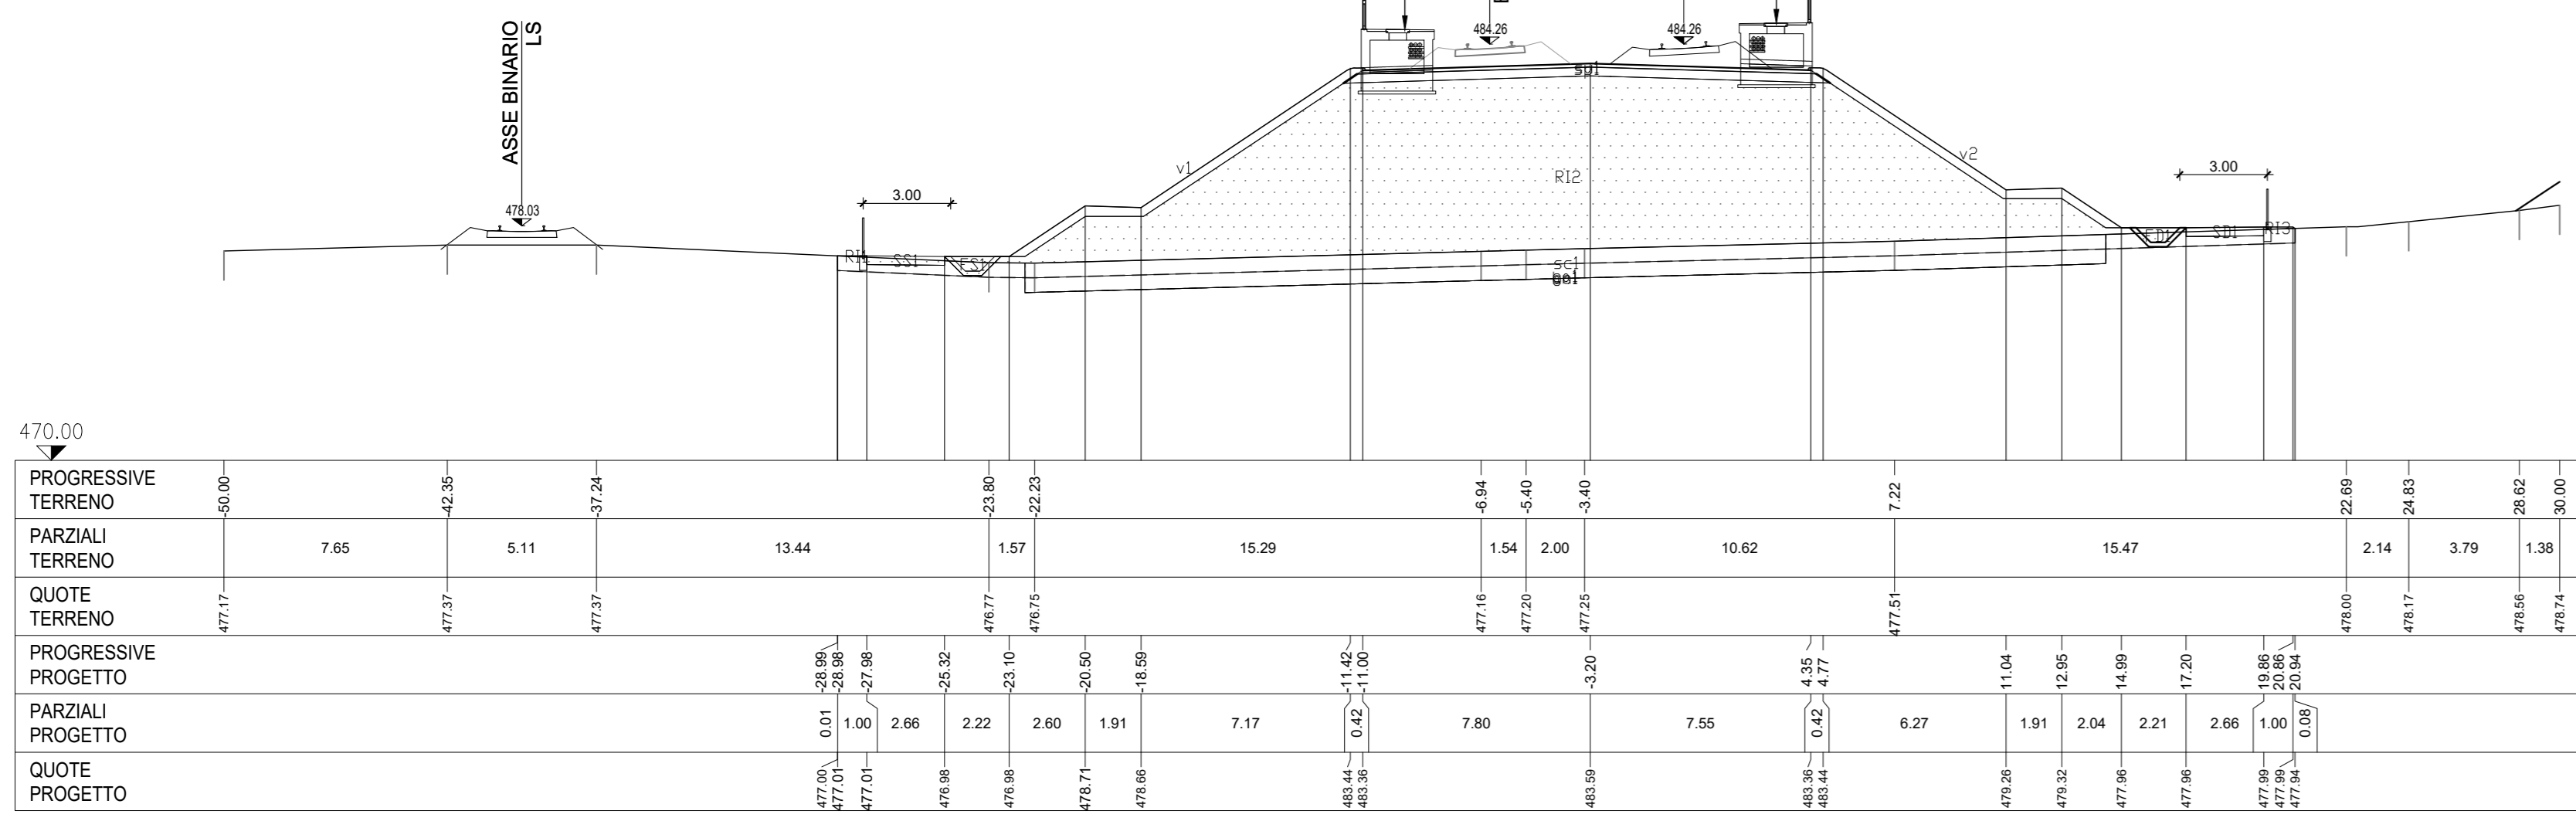 ASSE BINARIO
LS
478.03
484.26
484.26
sp1
v1
v2
RI2
3.00
3.00
RI1
SS1
FS1
sc1
FD1
SD1
RI3
470.00
PROGRESSIVE
TERRENO
-50.00 -42.35 -37.24 -23.80 -22.23 -6.94 -5.40 -3.40 7.22 22.69 24.83 28.62 30.00
PARZIALI
TERRENO
7.65 5.11 13.44 1.57 15.29 1.54 2.00 10.62 15.47 2.14 3.79 1.38
QUOTE
TERRENO
477.17 477.37 477.37 476.77 476.75 477.16 477.20 477.25 477.51 478.00 478.17 478.56 478.74
PROGRESSIVE
PROGETTO
-28.99 -28.98 -27.98 -25.32 -23.10 -20.50 -18.59 -11.42 -11.00 -3.20 4.35 4.77 11.04 12.95 14.99 17.20 19.86 20.86 20.94
PARZIALI
PROGETTO
0.01 1.00 2.66 2.22 2.60 1.91 7.17 0.42 7.80 7.55 0.42 6.27 1.91 2.04 2.21 2.66 1.00 0.08
QUOTE
PROGETTO
477.00 477.01 477.01 476.98 476.98 478.71 478.66 483.44 483.36 483.59 483.36 483.44 479.26 479.32 477.96 477.96 477.99 477.99 477.94